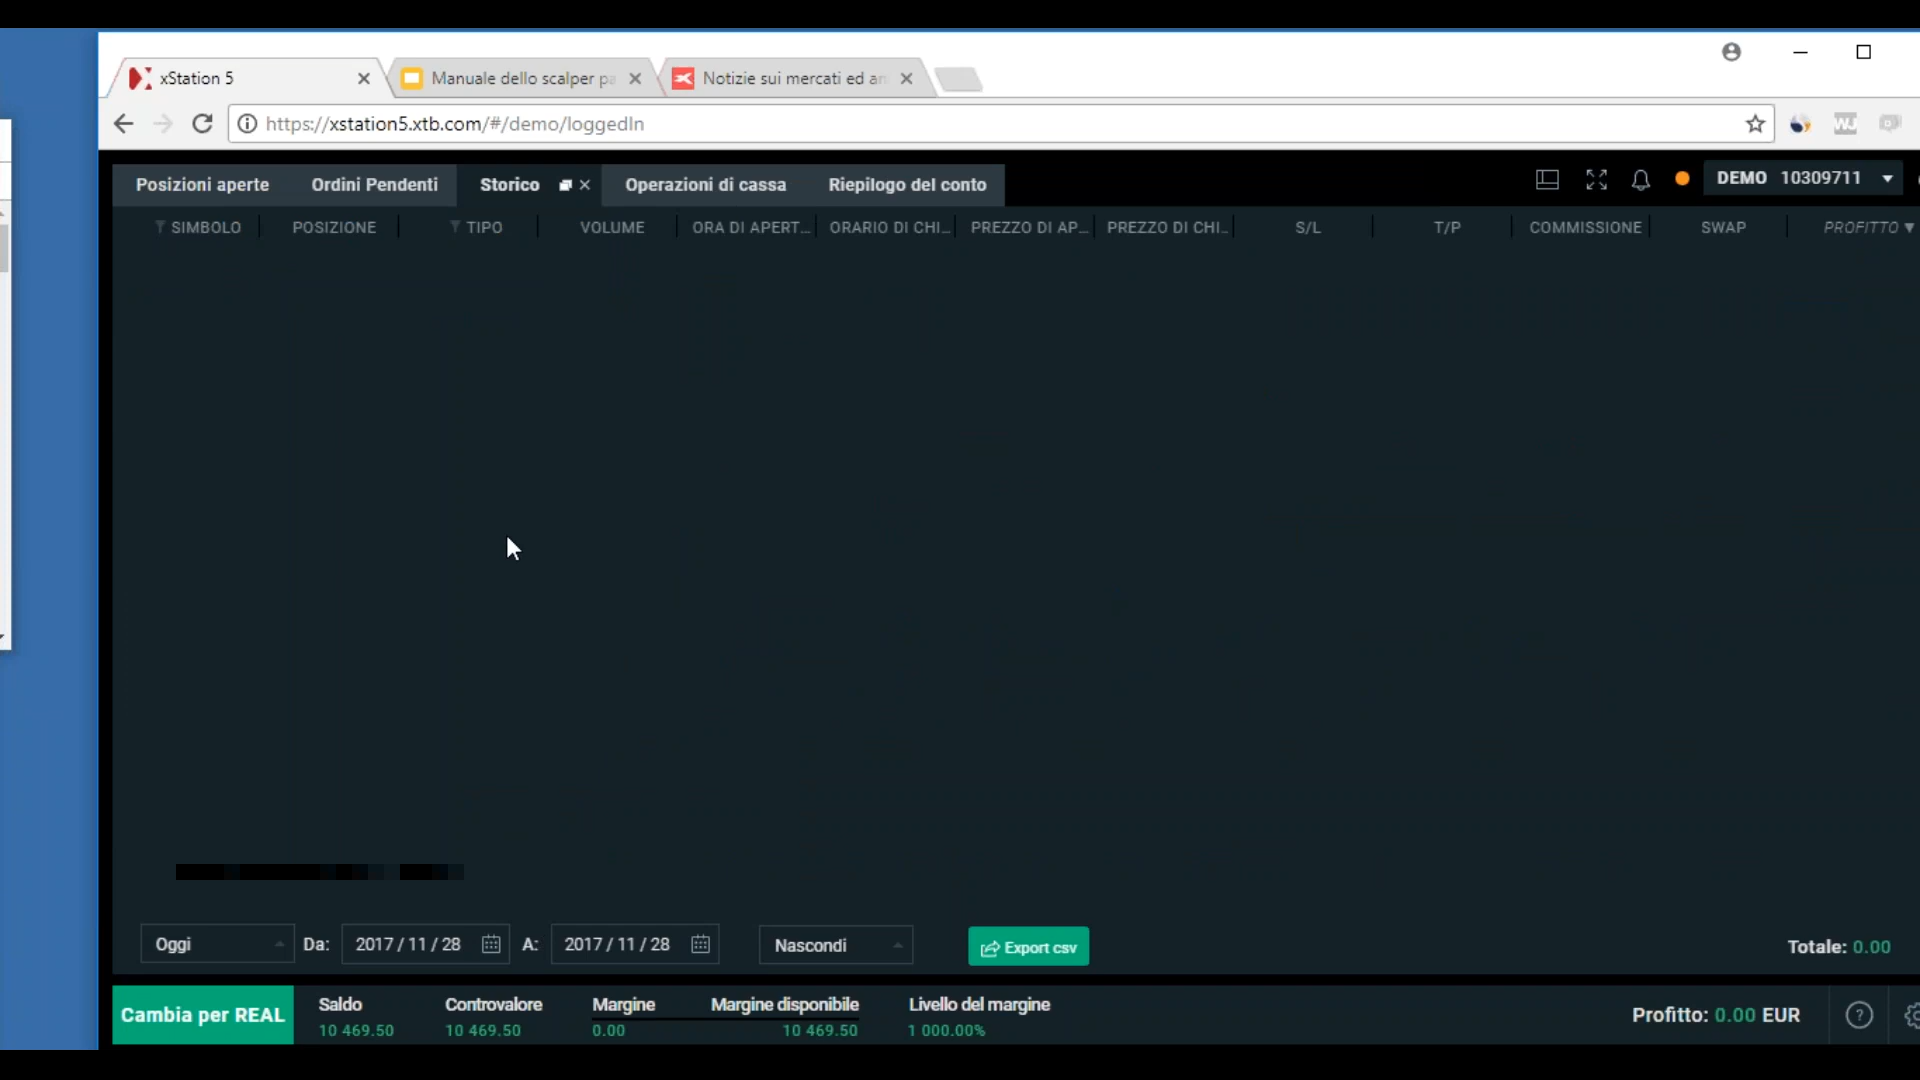 xStation 5
Manuale dello scalper pa
Notizie sui mercati ed an
https://xstation5.xtb.com/#/demo/loggedIn
Posizioni aperte
Ordini Pendenti
Storico
Operazioni di cassa
Riepilogo del conto
DEMO 10309711
SIMBOLO
POSIZIONE
TIPO
VOLUME
ORA DI APERT...
ORARIO DI CHI...
PREZZO DI AP...
PREZZO DI CHI...
S/L
T/P
COMMISSIONE
SWAP
PROFITTO
Oggi
Da:
2017 / 11 / 28
A:
2017 / 11 / 28
Nascondi
Export csv
Totale: 0.00
Cambia per REAL
Saldo
10 469.50
Controvalore
10 469.50
Margine
0.00
Margine disponibile
10 469.50
Livello del margine
1 000.00%
Profitto: 0.00 EUR